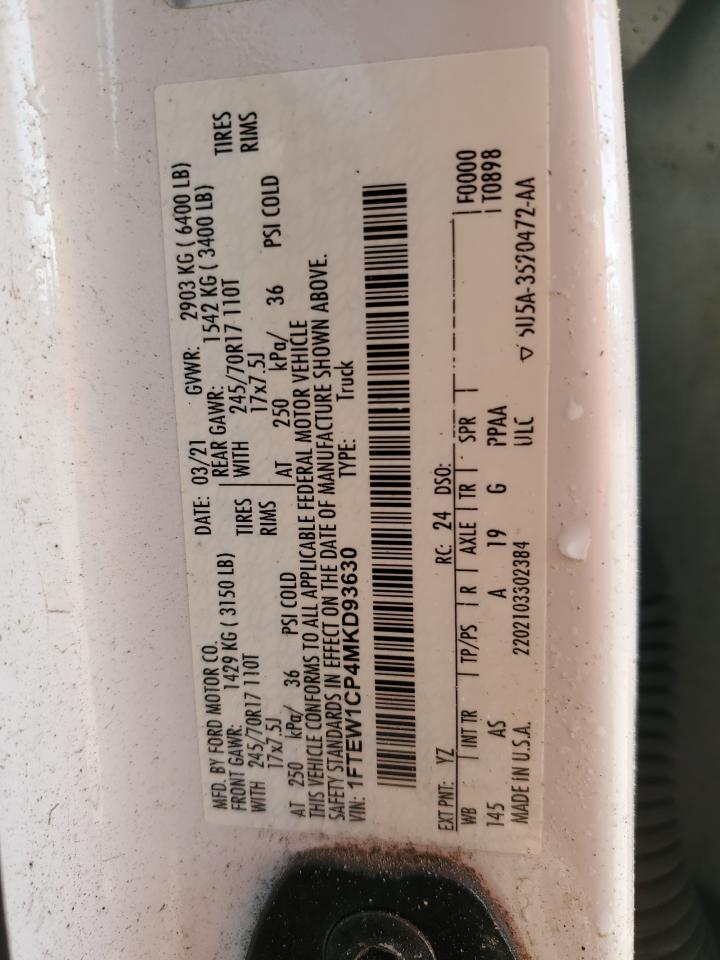 MFD. BY FORD MOTOR CO. DATE: 03/21 GVWR: 2903 KG ( 6400 LB)
FRONT GAWR: 1429 KG ( 3150 LB) REAR GAWR: 1542 KG ( 3400 LB)
WITH 245/70R17 110T TIRES WITH 245/70R17 110T TIRES
17x7.5J RIMS 17x7.5J RIMS
AT 250 kPa/ 36 PSI COLD AT 250 kPa/ 36 PSI COLD
THIS VEHICLE CONFORMS TO ALL APPLICABLE FEDERAL MOTOR VEHICLE
SAFETY STANDARDS IN EFFECT ON THE DATE OF MANUFACTURE SHOWN ABOVE.
VIN: 1FTEW1CP4MKD93630 TYPE: Truck
EXT PNT: YZ RC: 24 DSO: F0000
WB INT TR TP/PS R AXLE TR SPR T0898
145 AS A 19 G PPAA
MADE IN U.S.A. 2202103302384 ULC 5U5A-3520472-AA